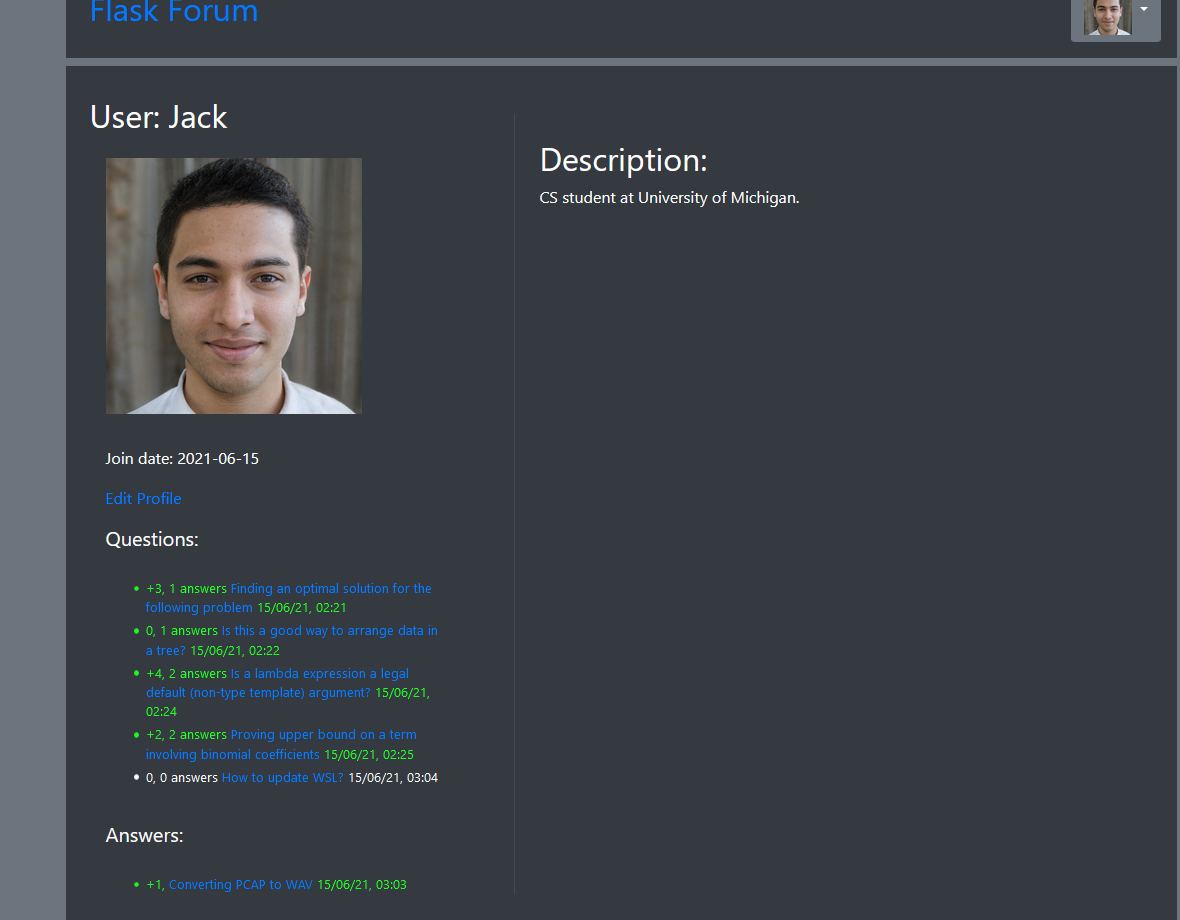 Flask Forum
User: Jack
Description:
CS student at University of Michigan.
Join date: 2021-06-15
Edit Profile
Questions:
+3, 1 answers Finding an optimal solution for the
following problem 15/06/21, 02:21
0, 1 answers Is this a good way to arrange data in
a tree? 15/06/21, 02:22
+4, 2 answers Is a lambda expression a legal
default (non-type template) argument? 15/06/21,
02:24
+2, 2 answers Proving upper bound on a term
involving binomial coefficients 15/06/21, 02:25
0, 0 answers How to update WSL? 15/06/21, 03:04
Answers:
+1, Converting PCAP to WAV 15/06/21, 03:03